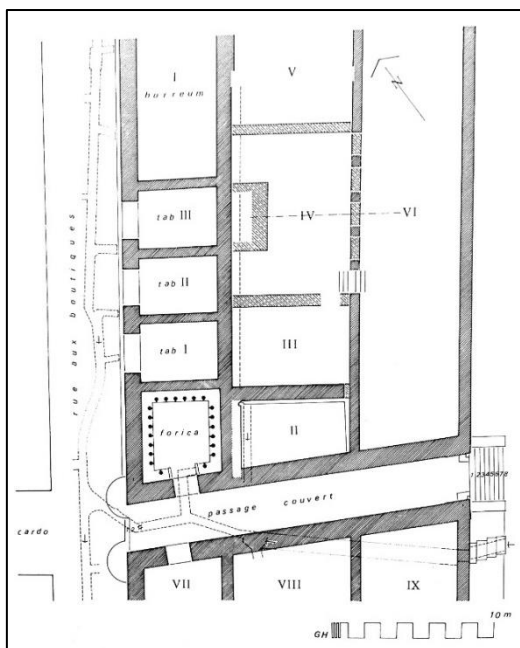 I
horreum
V
N
tab III
IV
VI
rue aux boutiques
tab II
tab I
III
forica
II
12345678
passage couvert
cardo
VII
VIII
IX
10 m
GH